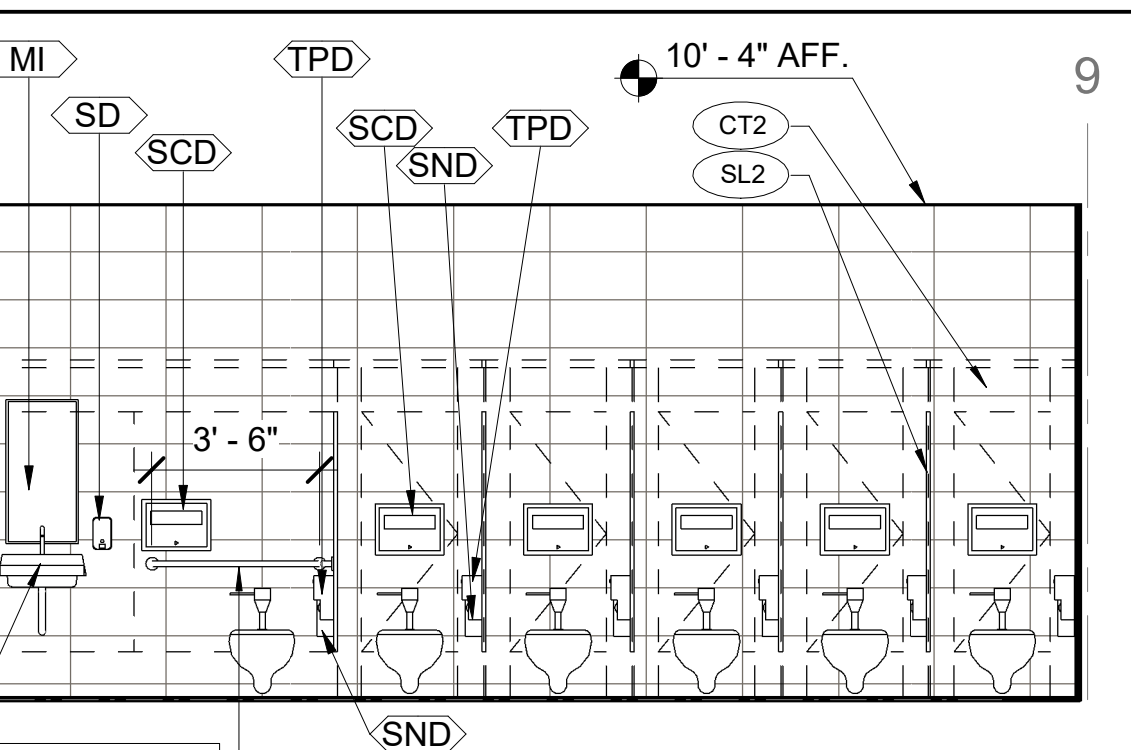 MI
TPD
10' - 4" AFF.
9
SD
SCD
SCD
SND
TPD
CT2
SL2
3' - 6"
SND